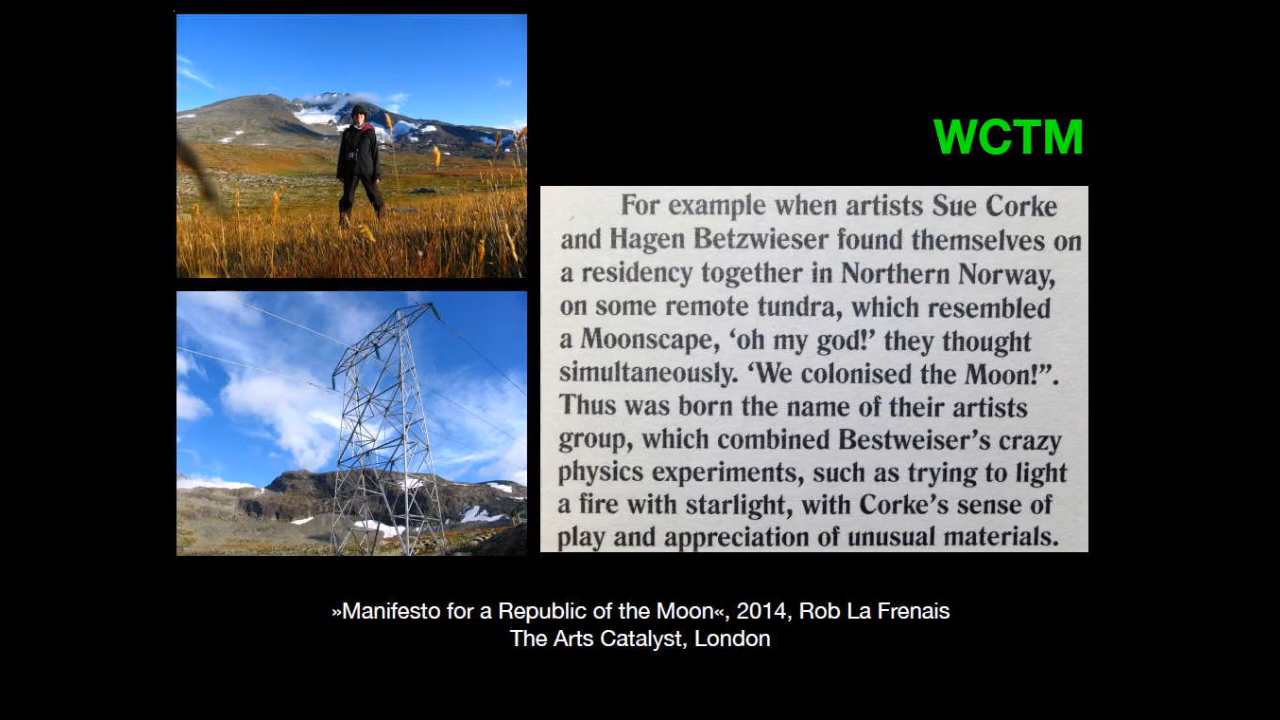 WCTM
For example when artists Sue Corke
and Hagen Betzwieser found themselves on
a residency together in Northern Norway,
on some remote tundra, which resembled
a Moonscape, ‘oh my god!’ they thought
simultaneously. ‘We colonised the Moon!”.
Thus was born the name of their artists
group, which combined Bestweiser’s crazy
physics experiments, such as trying to light
a fire with starlight, with Corke’s sense of
play and appreciation of unusual materials.
»Manifesto for a Republic of the Moon«, 2014, Rob La Frenais
The Arts Catalyst, London